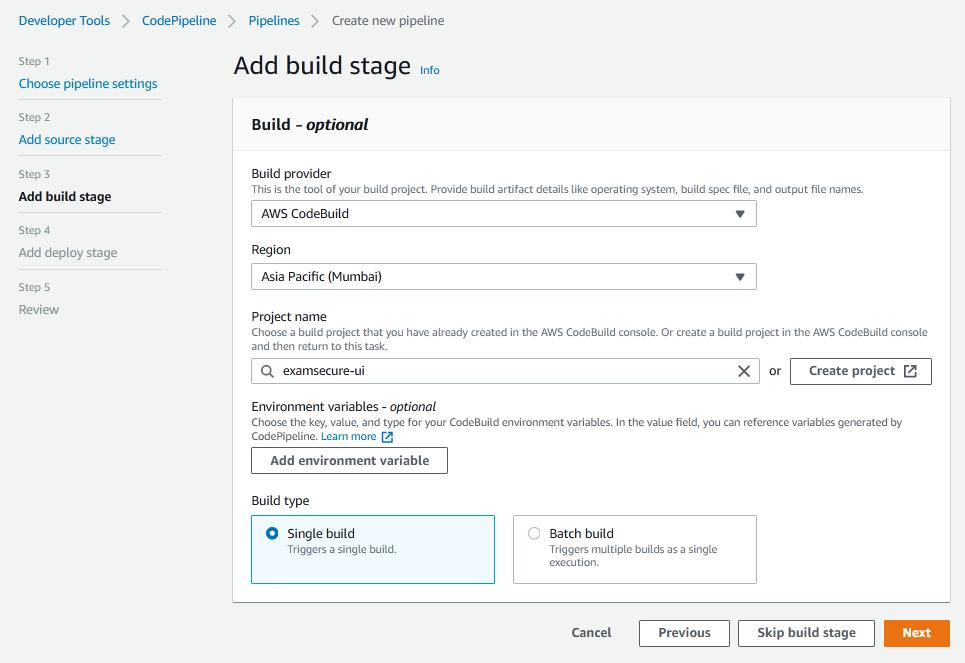 Developer Tools > CodePipeline > Pipelines > Create new pipeline
Step 1
Choose pipeline settings
Step 2
Add source stage
Step 3
Add build stage
Step 4
Add deploy stage
Step 5
Review
Add build stage Info
Build – optional
Build provider
This is the tool of your build project. Provide build artifact details like operating system, build spec file, and output file names.
AWS CodeBuild
Region
Asia Pacific (Mumbai)
Project name
Choose a build project that you have already created in the AWS CodeBuild console. Or create a build project in the AWS CodeBuild console
and then return to this task.
examsecure-ui or Create project
Environment variables - optional
Choose the key, value, and type for your CodeBuild environment variables. In the value field, you can reference variables generated by
CodePipeline. Learn more
Add environment variable
Build type
Single build
Triggers a single build.
Batch build
Triggers multiple builds as a single
execution.
Cancel Previous Skip build stage Next